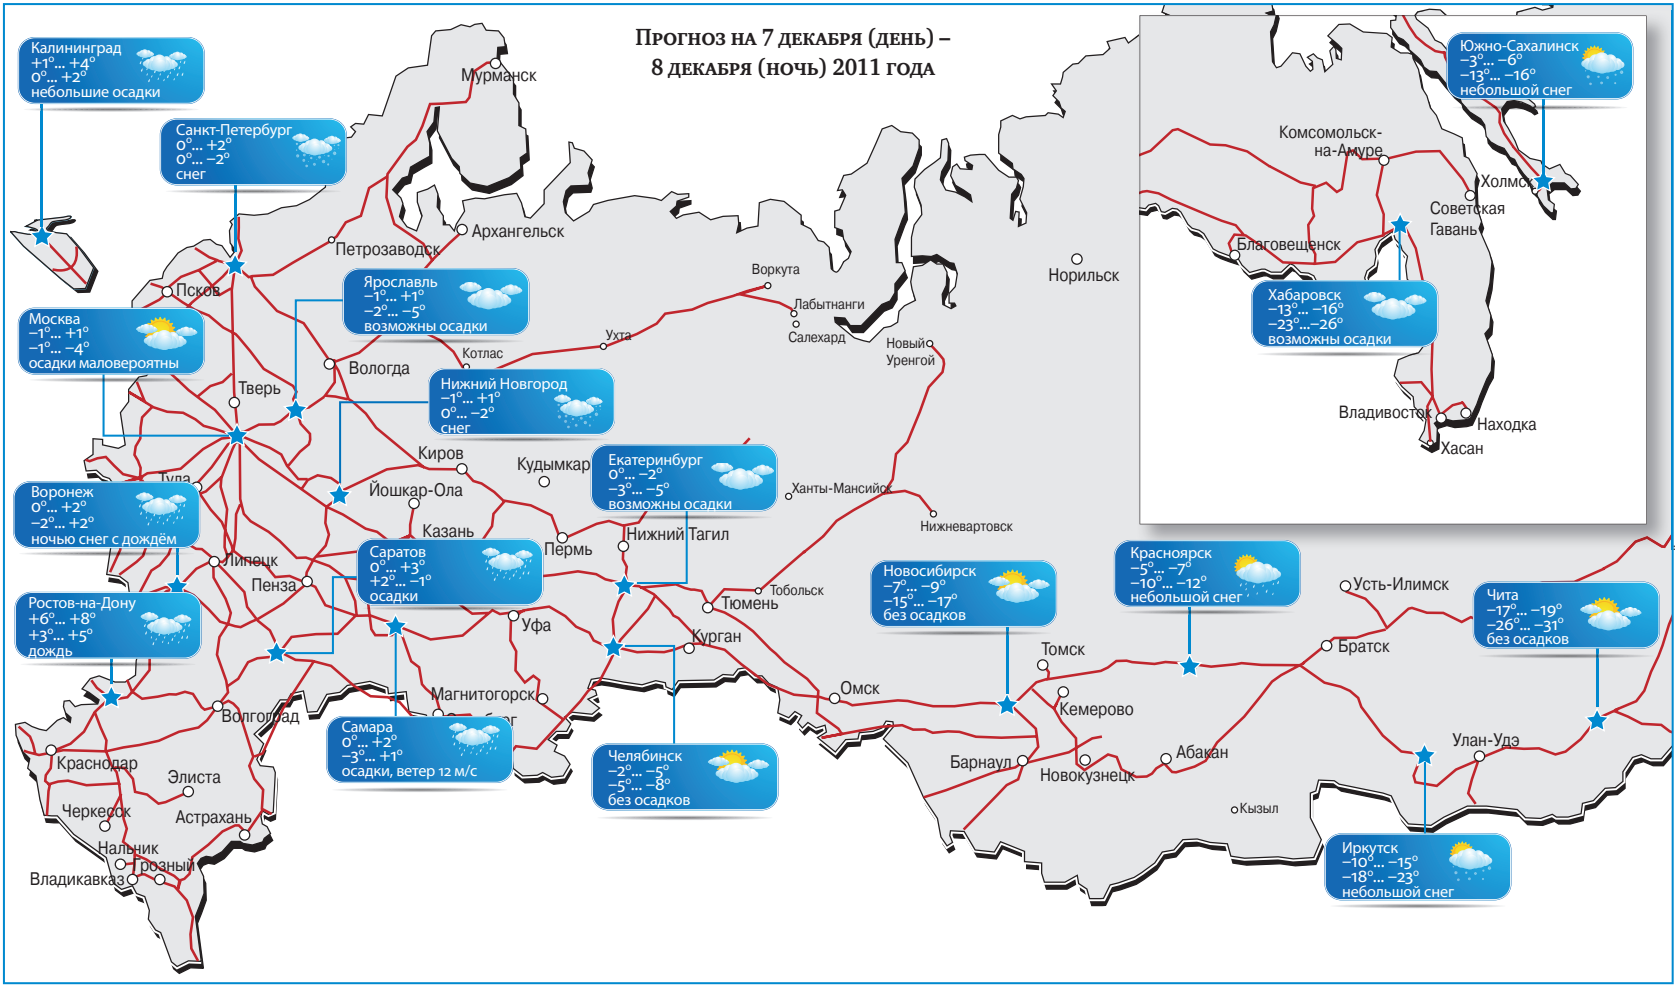 Прогноз на 7 декабря (день) –
8 декабря (ночь) 2011 года
Калининград
+1°... +4°
0°... +2°
небольшие осадки
Санкт-Петербург
0°... +2°
0°... −2°
снег
Мурманск
Архангельск
Петрозаводск
Псков
Ярославль
−1°... +1°
−2°... −5°
возможны осадки
Москва
−1°... +1°
−1°... −4°
осадки маловероятны
Воркута
Лабытнанги
Салехард
Ухта
Котлас
Новый
Уренгой
Норильск
Вологда
Тверь
Нижний Новгород
−1°... +1°
0°... −2°
снег
Киров
Кудымкар
Йошкар-Ола
Казань
Екатеринбург
0°... −2°
−3°... −5°
возможны осадки
Ханты-Мансийск
Нижневартовск
Тула
Воронеж
0°... +2°
−2°... +2°
ночью снег с дождём
Липецк
Пенза
Саратов
0°... +3°
+2°... −1°
осадки
Пермь
Нижний Тагил
Тобольск
Тюмень
Ростов-на-Дону
+6°... +8°
+3°... +5°
дождь
Уфа
Курган
Магнитогорск
Волгоград
Самара
0°... +2°
−3°... +1°
осадки, ветер 12 м/с
Челябинск
−2°... −5°
−5°... −8°
без осадков
Краснодар
Элиста
Черкесск
Астрахань
Нальчик
Грозный
Владикавказ
Омск
Новосибирск
−7°... −9°
−15°... −17°
без осадков
Томск
Кемерово
Барнаул
Новокузнецк
Абакан
Кызыл
Красноярск
−5°... −7°
−10°... −12°
небольшой снег
Усть-Илимск
Братск
Чита
−17°... −19°
−26°... −31°
без осадков
Улан-Удэ
Иркутск
−10°... −15°
−18°... −23°
небольшой снег
Южно-Сахалинск
−3°... −6°
−13°... −16°
небольшой снег
Комсомольск-
на-Амуре
Холмск
Советская
Гавань
Благовещенск
Хабаровск
−13°... −16°
−23°...−26°
возможны осадки
Владивосток
Находка
Хасан